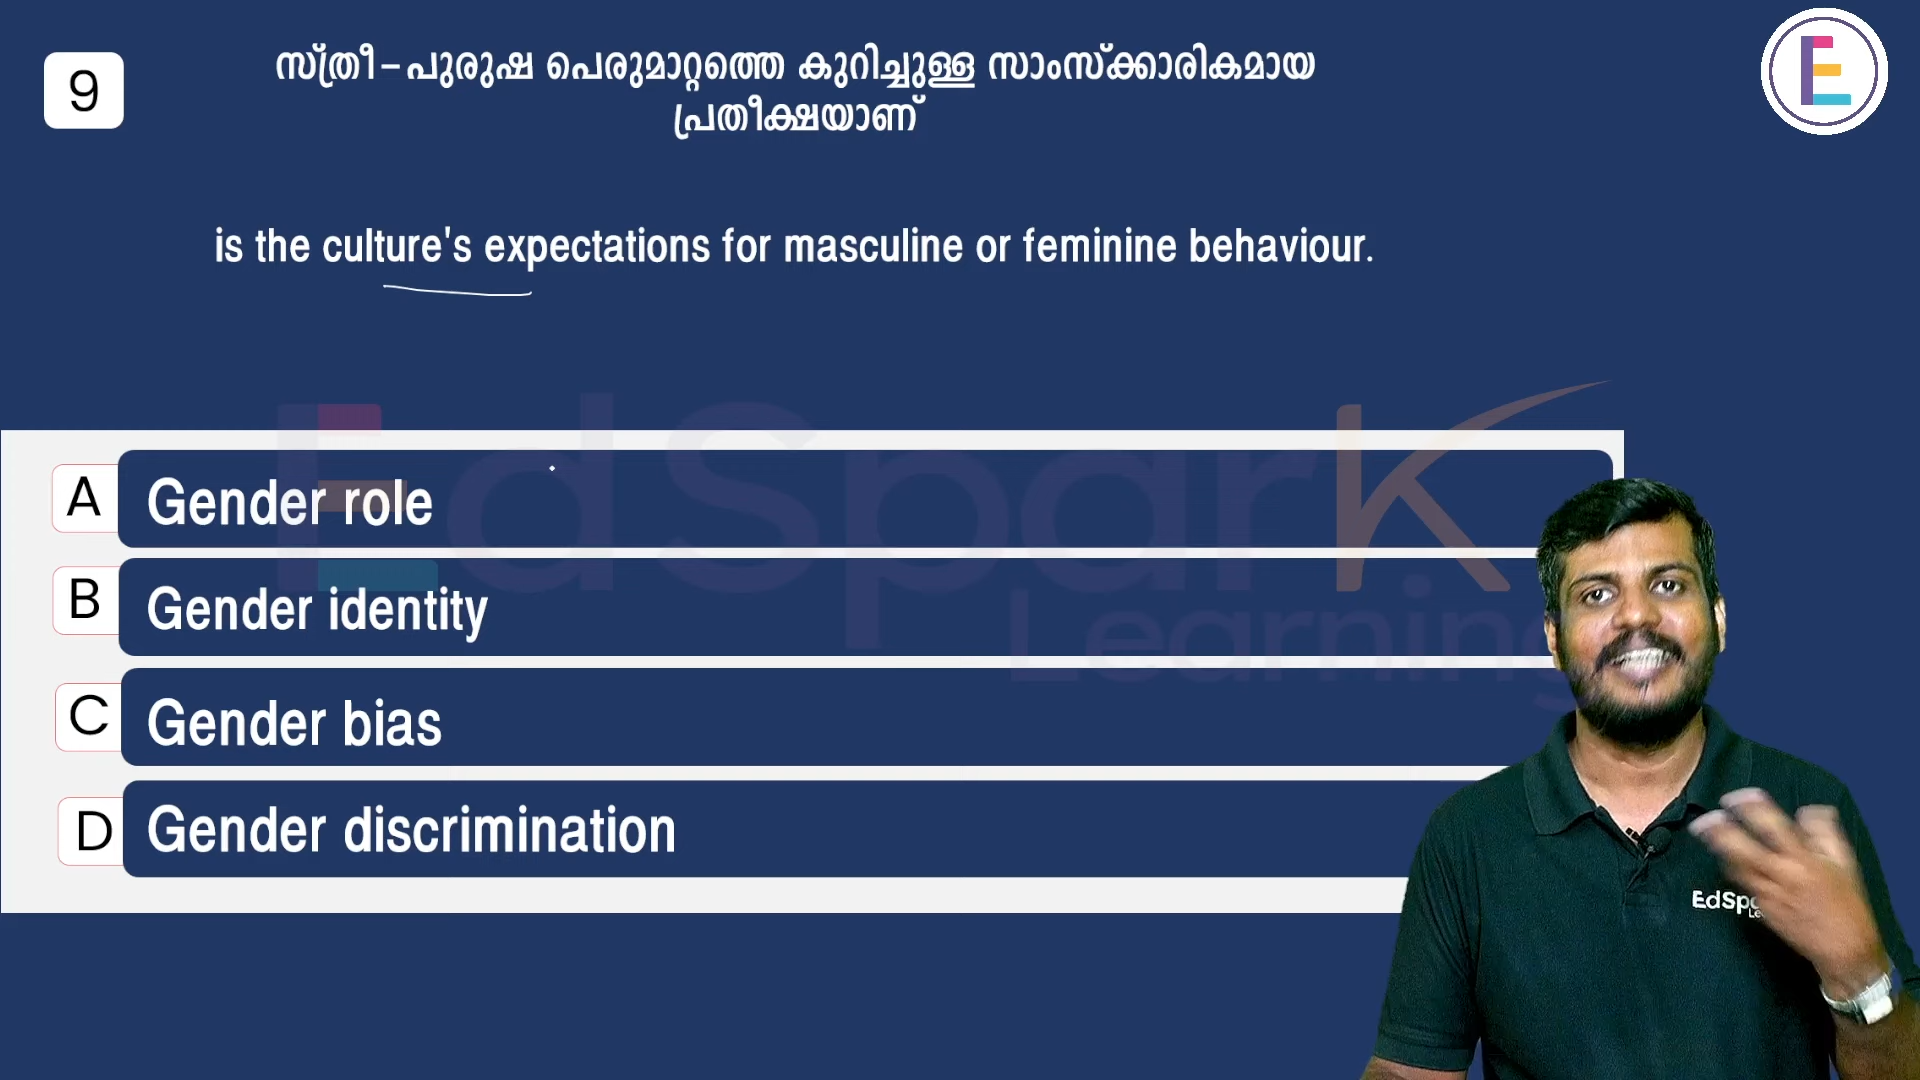 9
സ്ത്രീ-പുരുഷ പെരുമാറ്റത്തെ കുറിച്ചുള്ള സാംസ്ക്കാരികമായ
പ്രതീക്ഷയാണ്
is the culture's expectations for masculine or feminine behaviour.
A Gender role
B Gender identity
C Gender bias
D Gender discrimination
EdSpark
Learning
E